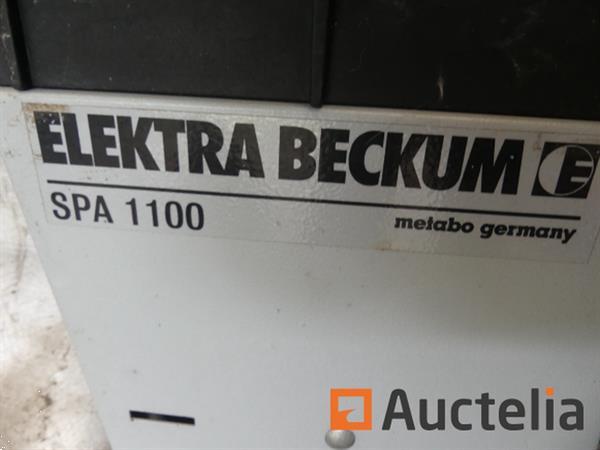 ELEKTRA BECKUM E
SPA 1100
metabo germany
Auctelia